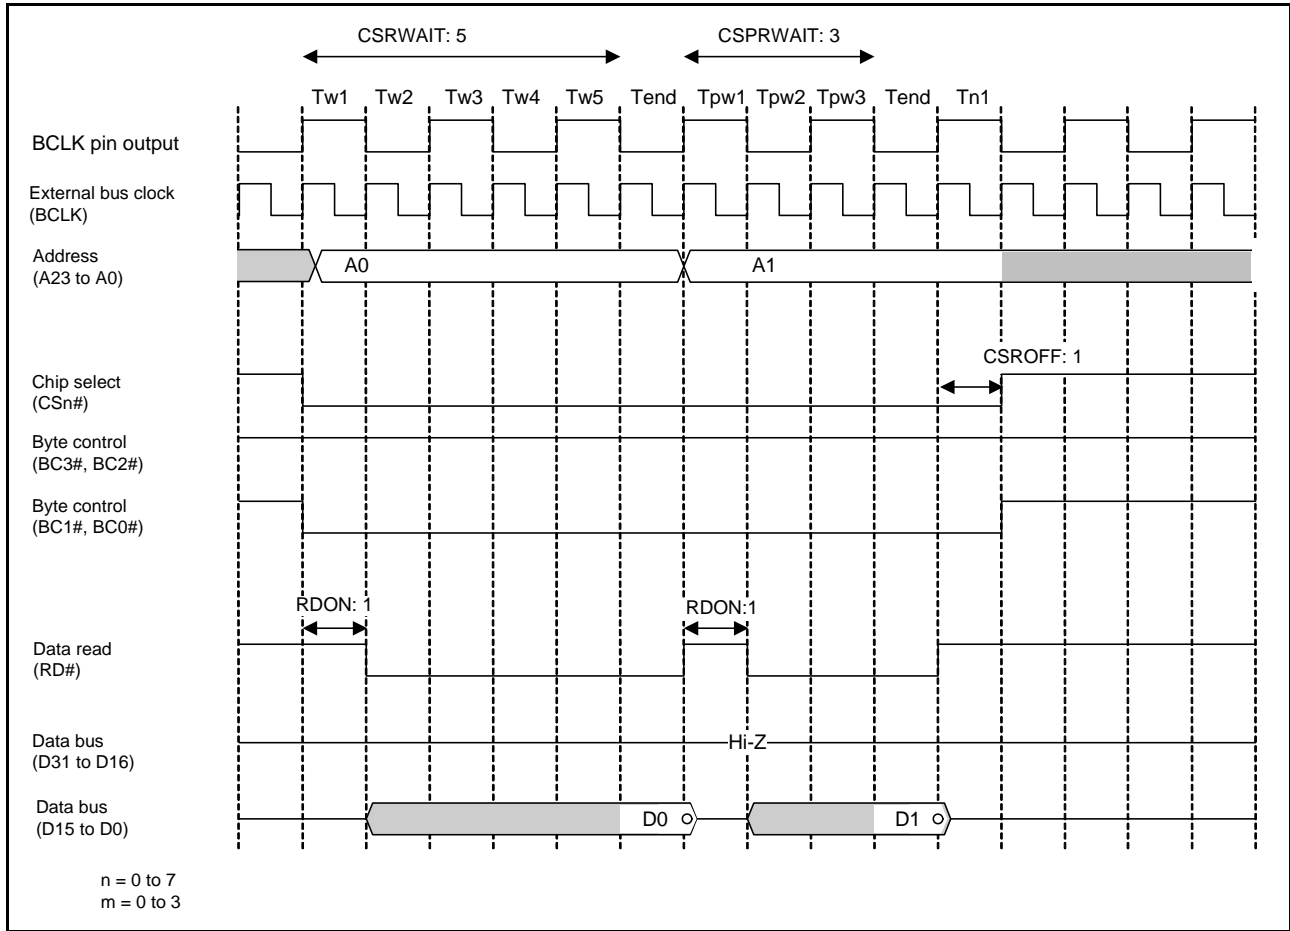 CSRWAIT: 5 CSPRWAIT: 3
Tw1 Tw2 Tw3 Tw4 Tw5 Tend Tpw1 Tpw2 Tpw3 Tend Tn1
BCLK pin output
External bus clock
(BCLK)
Address
(A23 to A0)
A0 A1
CSROFF: 1
Chip select
(CSn#)
Byte control
(BC3#, BC2#)
Byte control
(BC1#, BC0#)
RDON: 1 RDON:1
Data read
(RD#)
Data bus
(D31 to D16)
Hi-Z
Data bus
(D15 to D0)
D0 D1
n = 0 to 7
m = 0 to 3